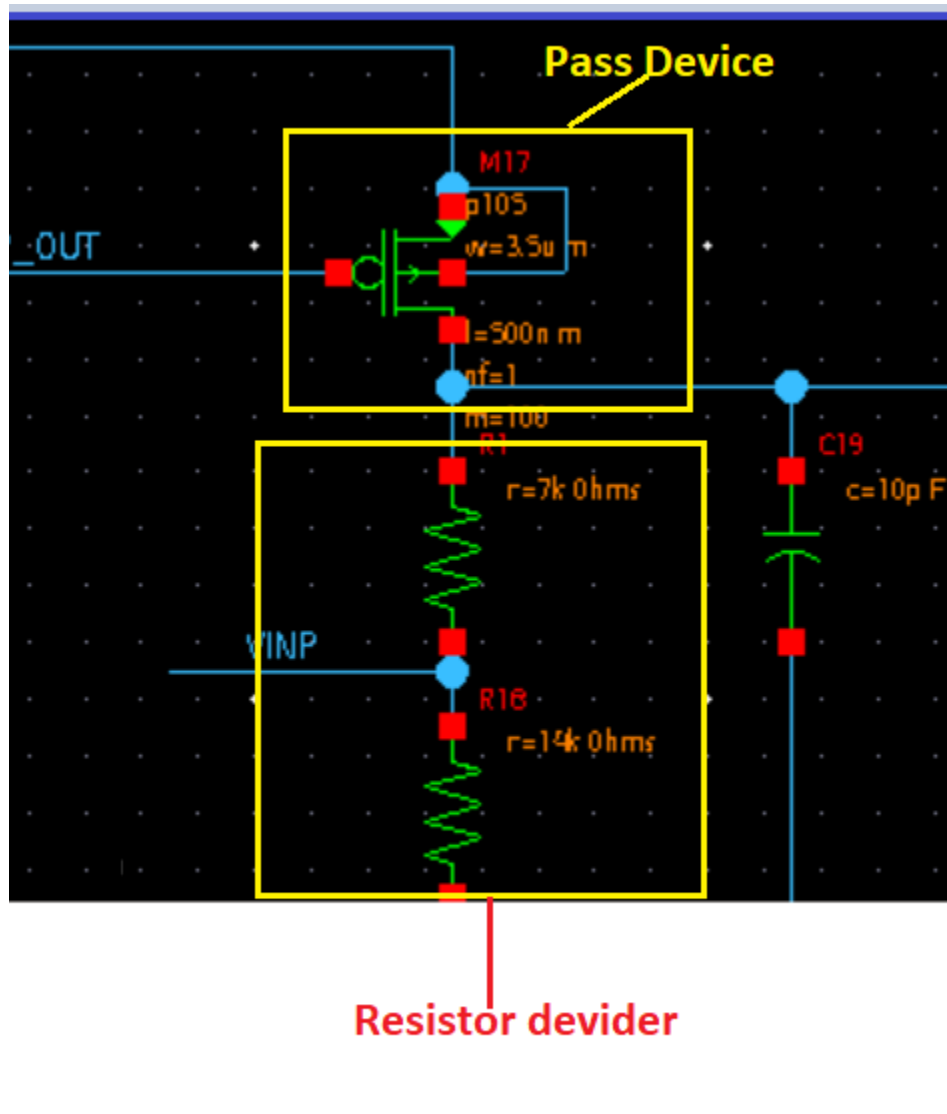 Pass Device
M17
p105
w=3.5u m
_OUT
l=500n m
nf=1
m=100
R1
C19
r=7k Ohms
c=10p F
VINP
R18
r=14k Ohms
Resistor devider